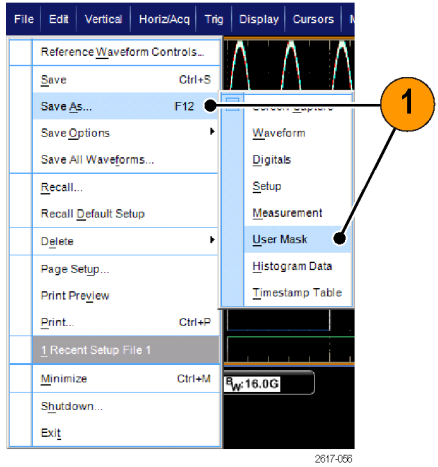 File Edit Vertical Horiz/Acq Trig Display Cursors
Reference Waveform Controls...
Save Ctrl+S
Save As... F12
Save Options
Save All Waveforms...
Recall...
Recall Default Setup
Delete
Page Setup...
Print Preview
Print... Ctrl+P
1 Recent Setup File 1
Minimize Ctrl+M
Shutdown...
Exit
Screen Capture
Waveform
Digitals
Setup
Measurement
User Mask
Histogram Data
Timestamp Table
1
BW:16.0G
2617-056